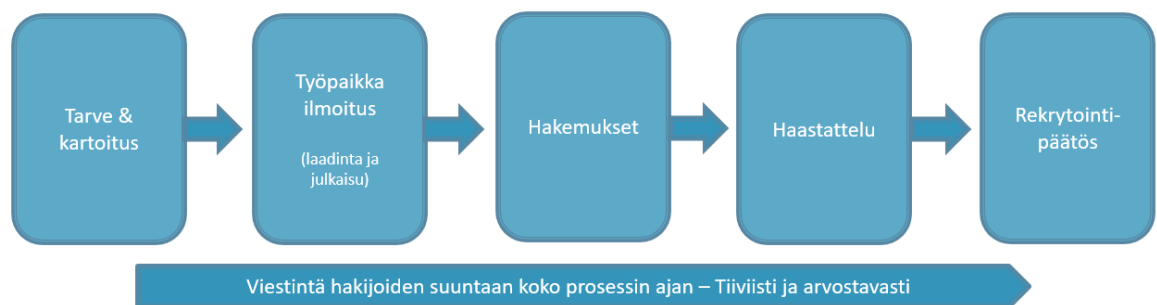 Tarve &
kartoitus
Työpaikka
ilmoitus
(laadinta ja
julkaisu)
Hakemukset
Haastattelu
Rekrytointi-
päätös
Viestintä hakijoiden suuntaan koko prosessin ajan – Tiiviisti ja arvostavasti